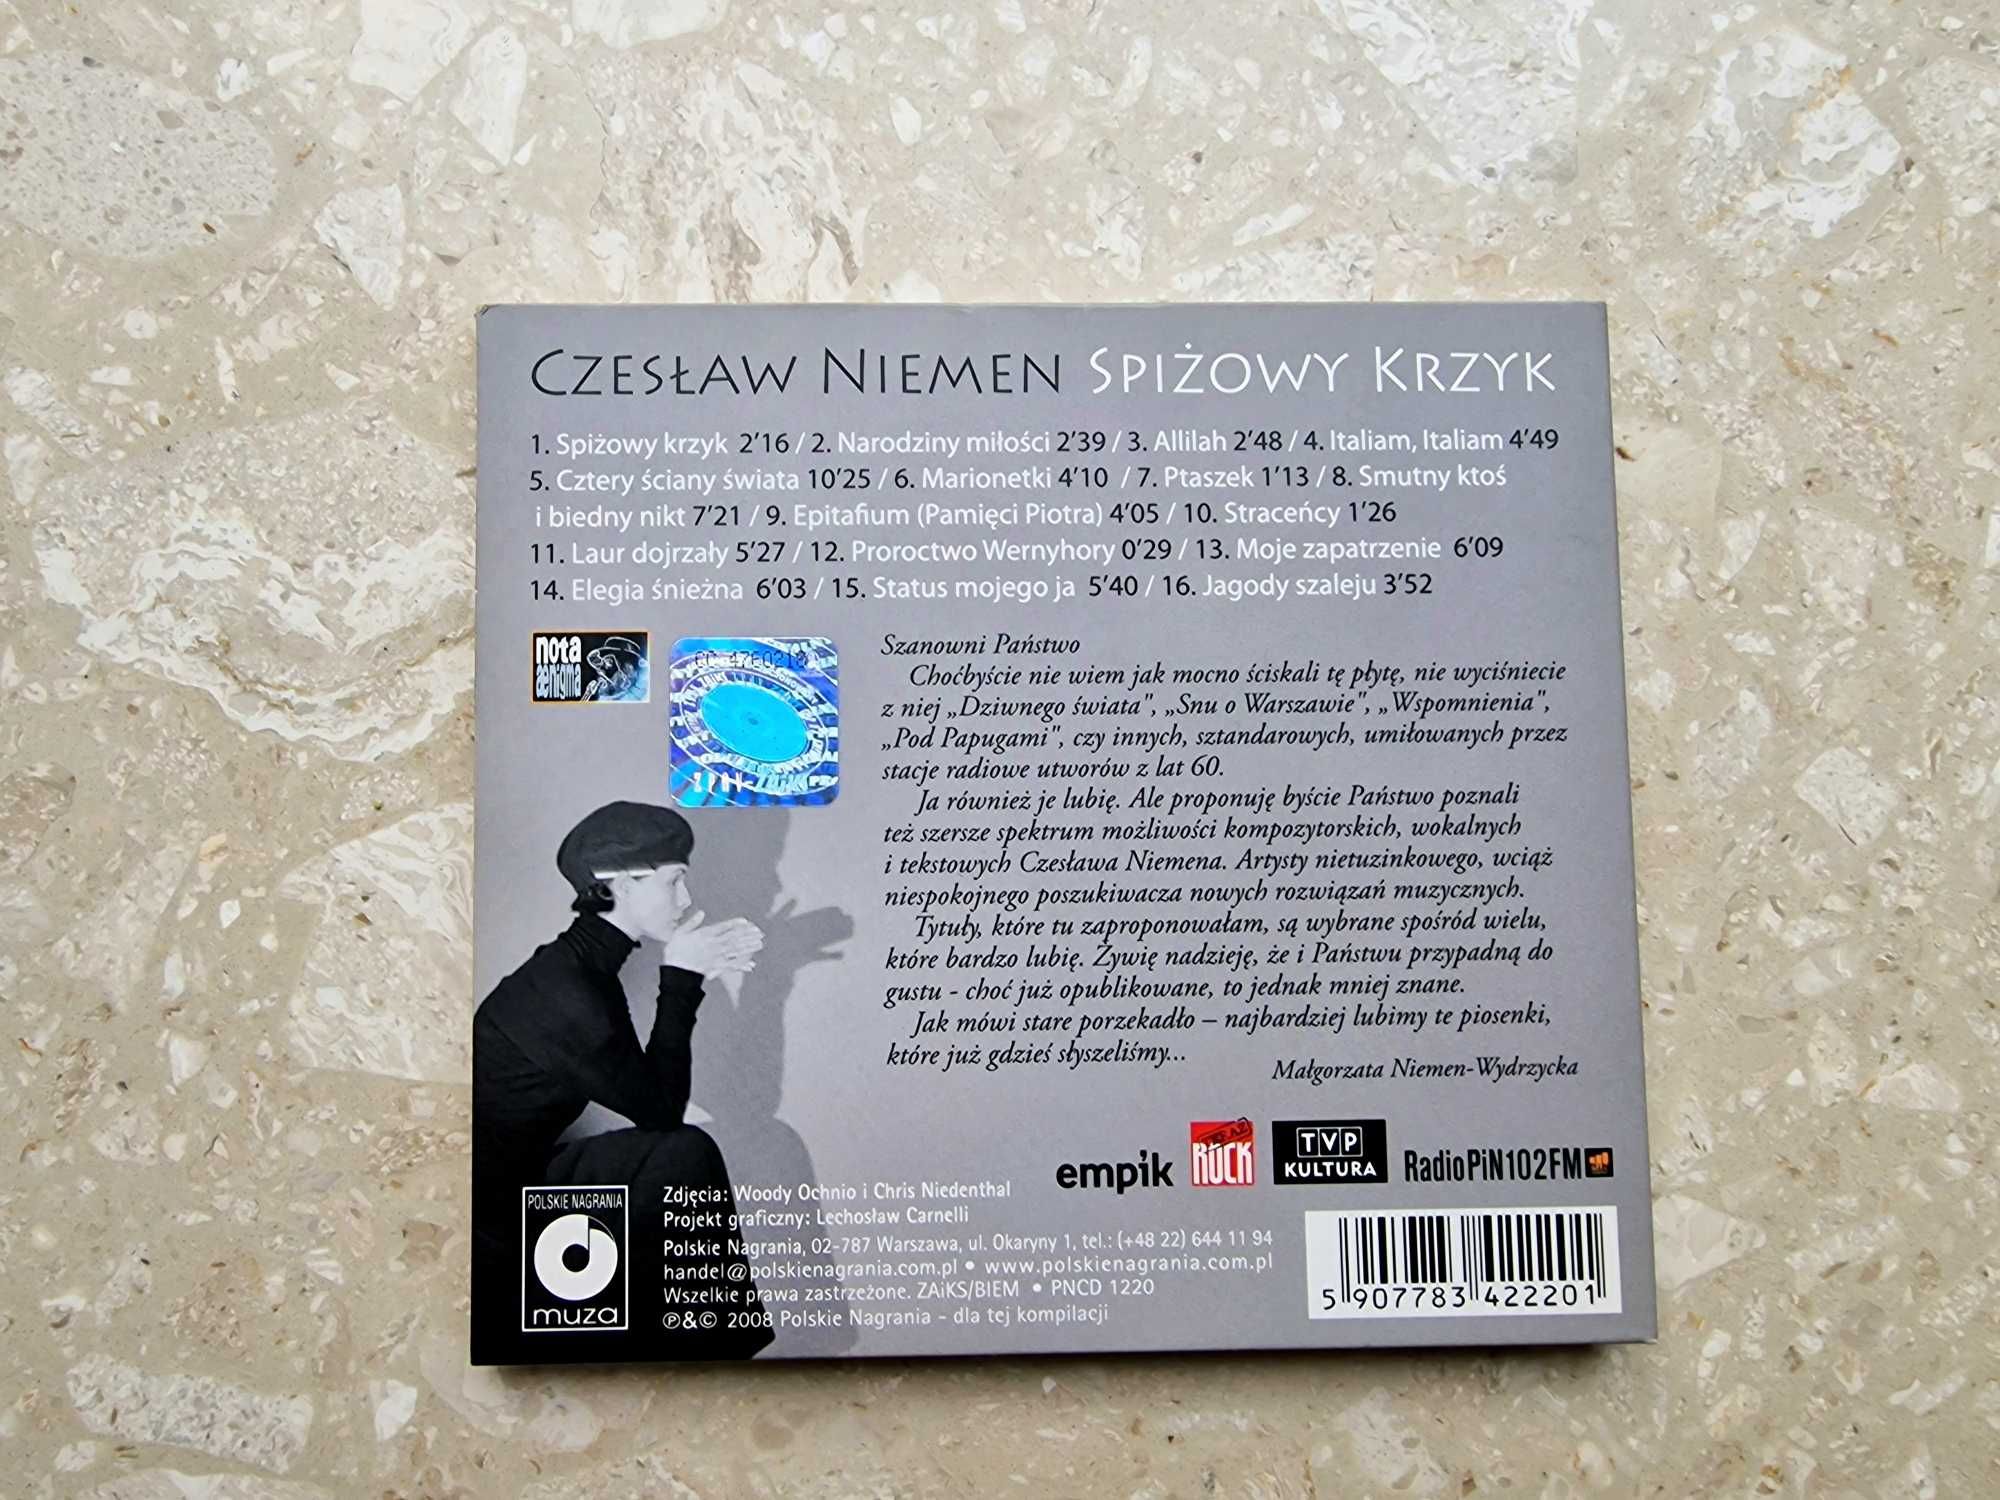 CZESŁAW NIEMEN SPIŻOWY KRZYK
1. Spiżowy krzyk 2'16 / 2. Narodziny miłości 2'39 / 3. Allilah 2'48 / 4. Italiam, Italiam 4'49
5. Cztery ściany świata 10'25 / 6. Marionetki 4'10 / 7. Ptaszek 1'13 / 8. Smutny ktoś
i biedny nikt 7'21 / 9. Epitafium (Pamięci Piotra) 4'05 / 10. Straceńcy 1'26
11. Laur dojrzały 5'27 / 12. Proroctwo Wernyhory 0'29 / 13. Moje zapatrzenie 6'09
14. Elegia śnieżna 6'03 / 15. Status mojego ja 5'40 / 16. Jagody szaleju 3'52
nota
ænigma
Szanowni Państwo
Choćbyście nie wiem jak mocno ściskali tę płytę, nie wyciśniecie
z niej „Dziwnego świata", „Snu o Warszawie", „Wspomnienia",
„Pod Papugami", czy innych, sztandarowych, umiłowanych przez
stacje radiowe utworów z lat 60.
Ja również je lubię. Ale proponuję byście Państwo poznali
też szersze spektrum możliwości kompozytorskich, wokalnych
i tekstowych Czesława Niemena. Artysty nietuzinkowego, wciąż
niespokojnego poszukiwacza nowych rozwiązań muzycznych.
Tytuły, które tu zaproponowałam, są wybrane spośród wielu,
które bardzo lubię. Żywię nadzieję, że i Państwu przypadną do
gustu - choć już opublikowane, to jednak mniej znane.
Jak mówi stare porzekadło – najbardziej lubimy te piosenki,
które już gdzieś słyszeliśmy...
Małgorzata Niemen-Wydrzycka
empik
TERAZ ROCK
TVP
KULTURA
RadioPiN102FM
POLSKIE NAGRANIA
muza
Zdjęcia: Woody Ochnio i Chris Niedenthal
Projekt graficzny: Lechosław Carnelli
Polskie Nagrania, 02-787 Warszawa, ul. Okaryny 1, tel.: (+48 22) 644 11 94
handel@polskienagrania.com.pl • www.polskienagrania.com.pl
Wszelkie prawa zastrzeżone. ZAiKS/BIEM • PNCD 1220
℗&© 2008 Polskie Nagrania - dla tej kompilacji
5 907783 422201